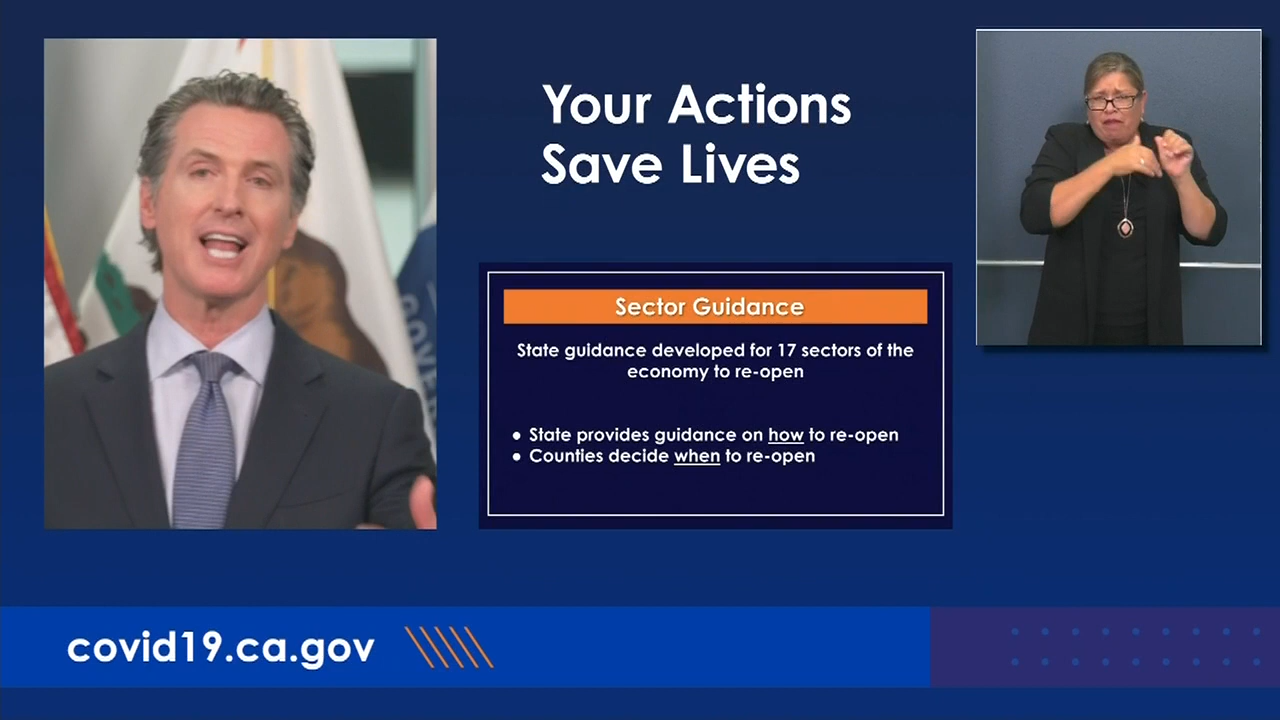 Your Actions
Save Lives
Sector Guidance
State guidance developed for 17 sectors of the
economy to re-open
● State provides guidance on how to re-open
● Counties decide when to re-open
covid19.ca.gov